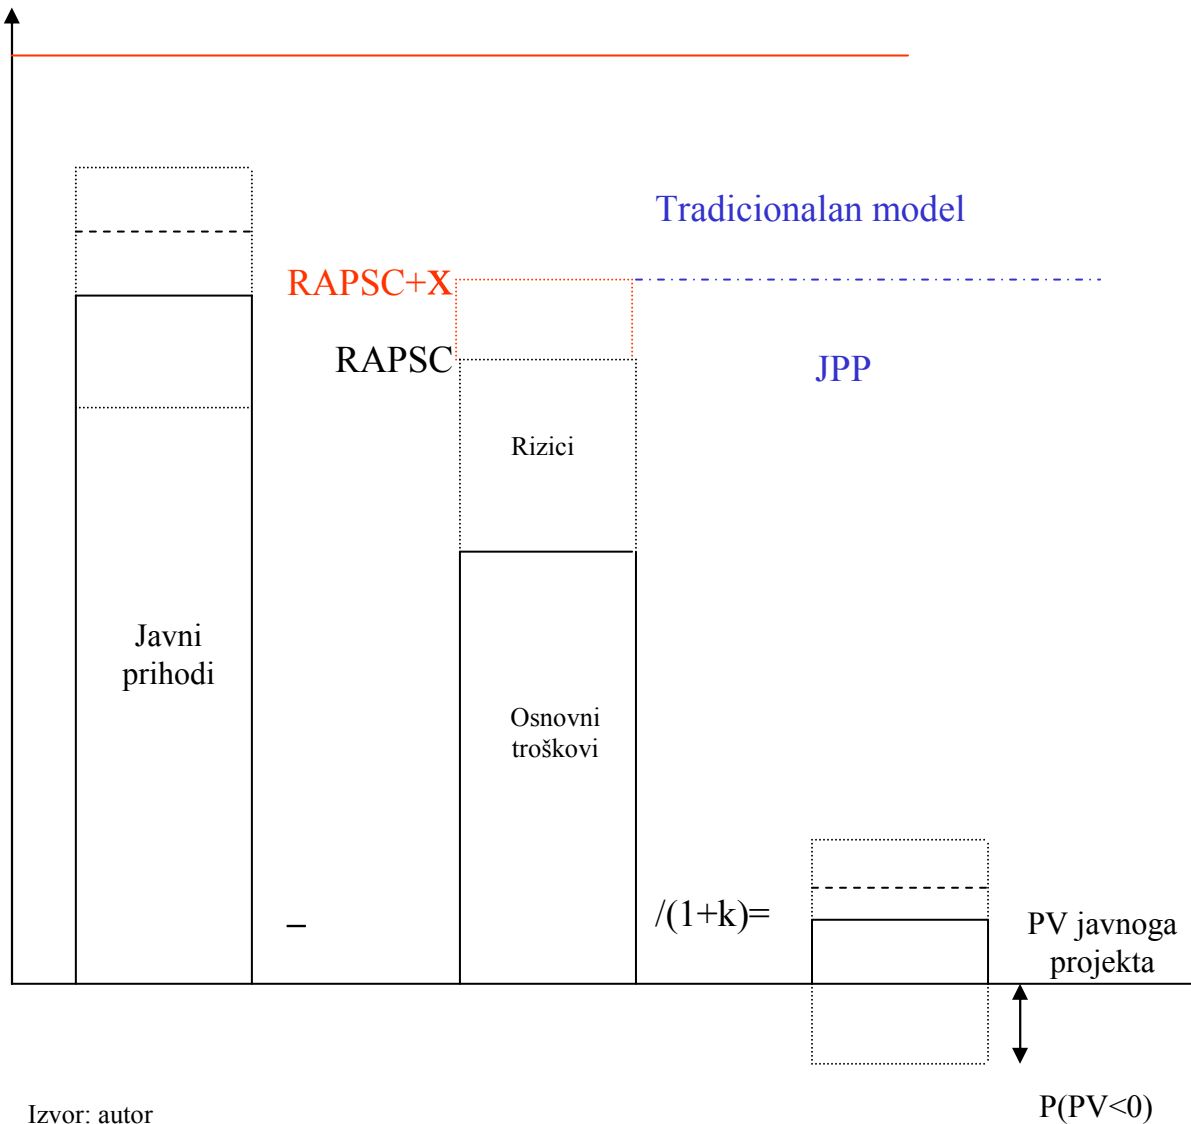 Tradicionalan model
RAPSC+X
RAPSC
JPP
Rizici
Javni
prihodi
Osnovni
troškovi
–
/(1+k)=
PV javnoga
projekta
P(PV<0)
Izvor: autor